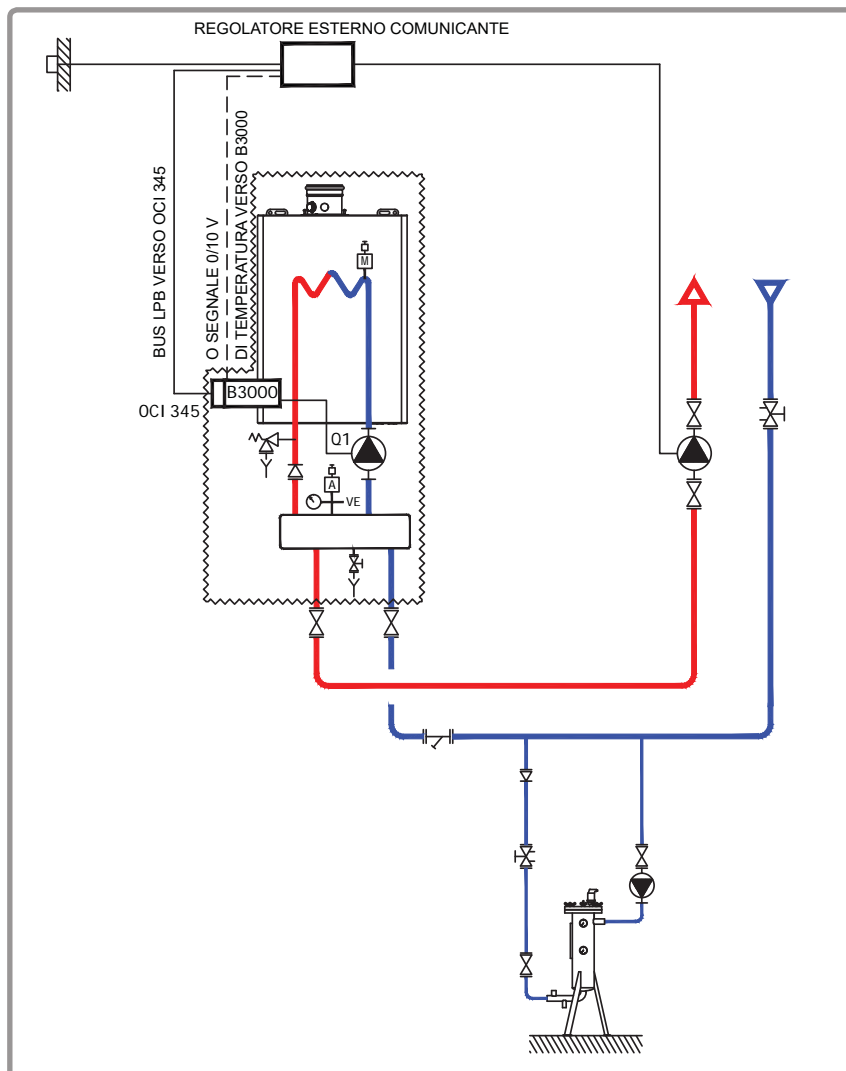 REGOLATORE ESTERNO COMUNICANTE
BUS LPB VERSO OCI 345
O SEGNALE 0/10 V
DI TEMPERATURA VERSO B3000
M
B3000
OCI 345
Q1
A
VE